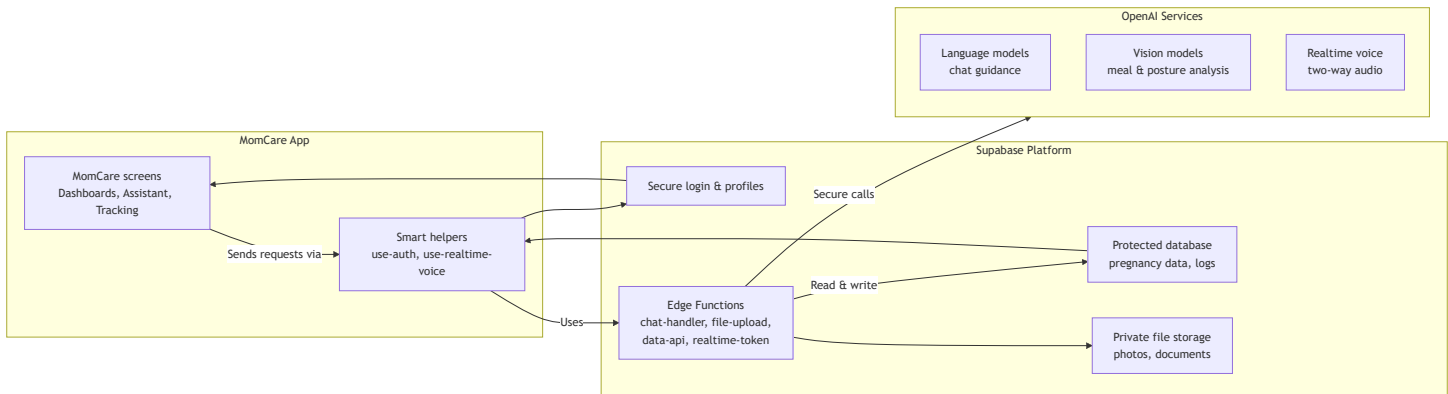 OpenAI Services
Language models
chat guidance
Vision models
meal & posture analysis
Realtime voice
two-way audio
MomCare App
MomCare screens
Dashboards, Assistant,
Tracking
Sends requests via
Smart helpers
use-auth, use-realtime-
voice
Uses
Supabase Platform
Secure login & profiles
Secure calls
Edge Functions
chat-handler, file-upload,
data-api, realtime-token
Read & write
Protected database
pregnancy data, logs
Private file storage
photos, documents